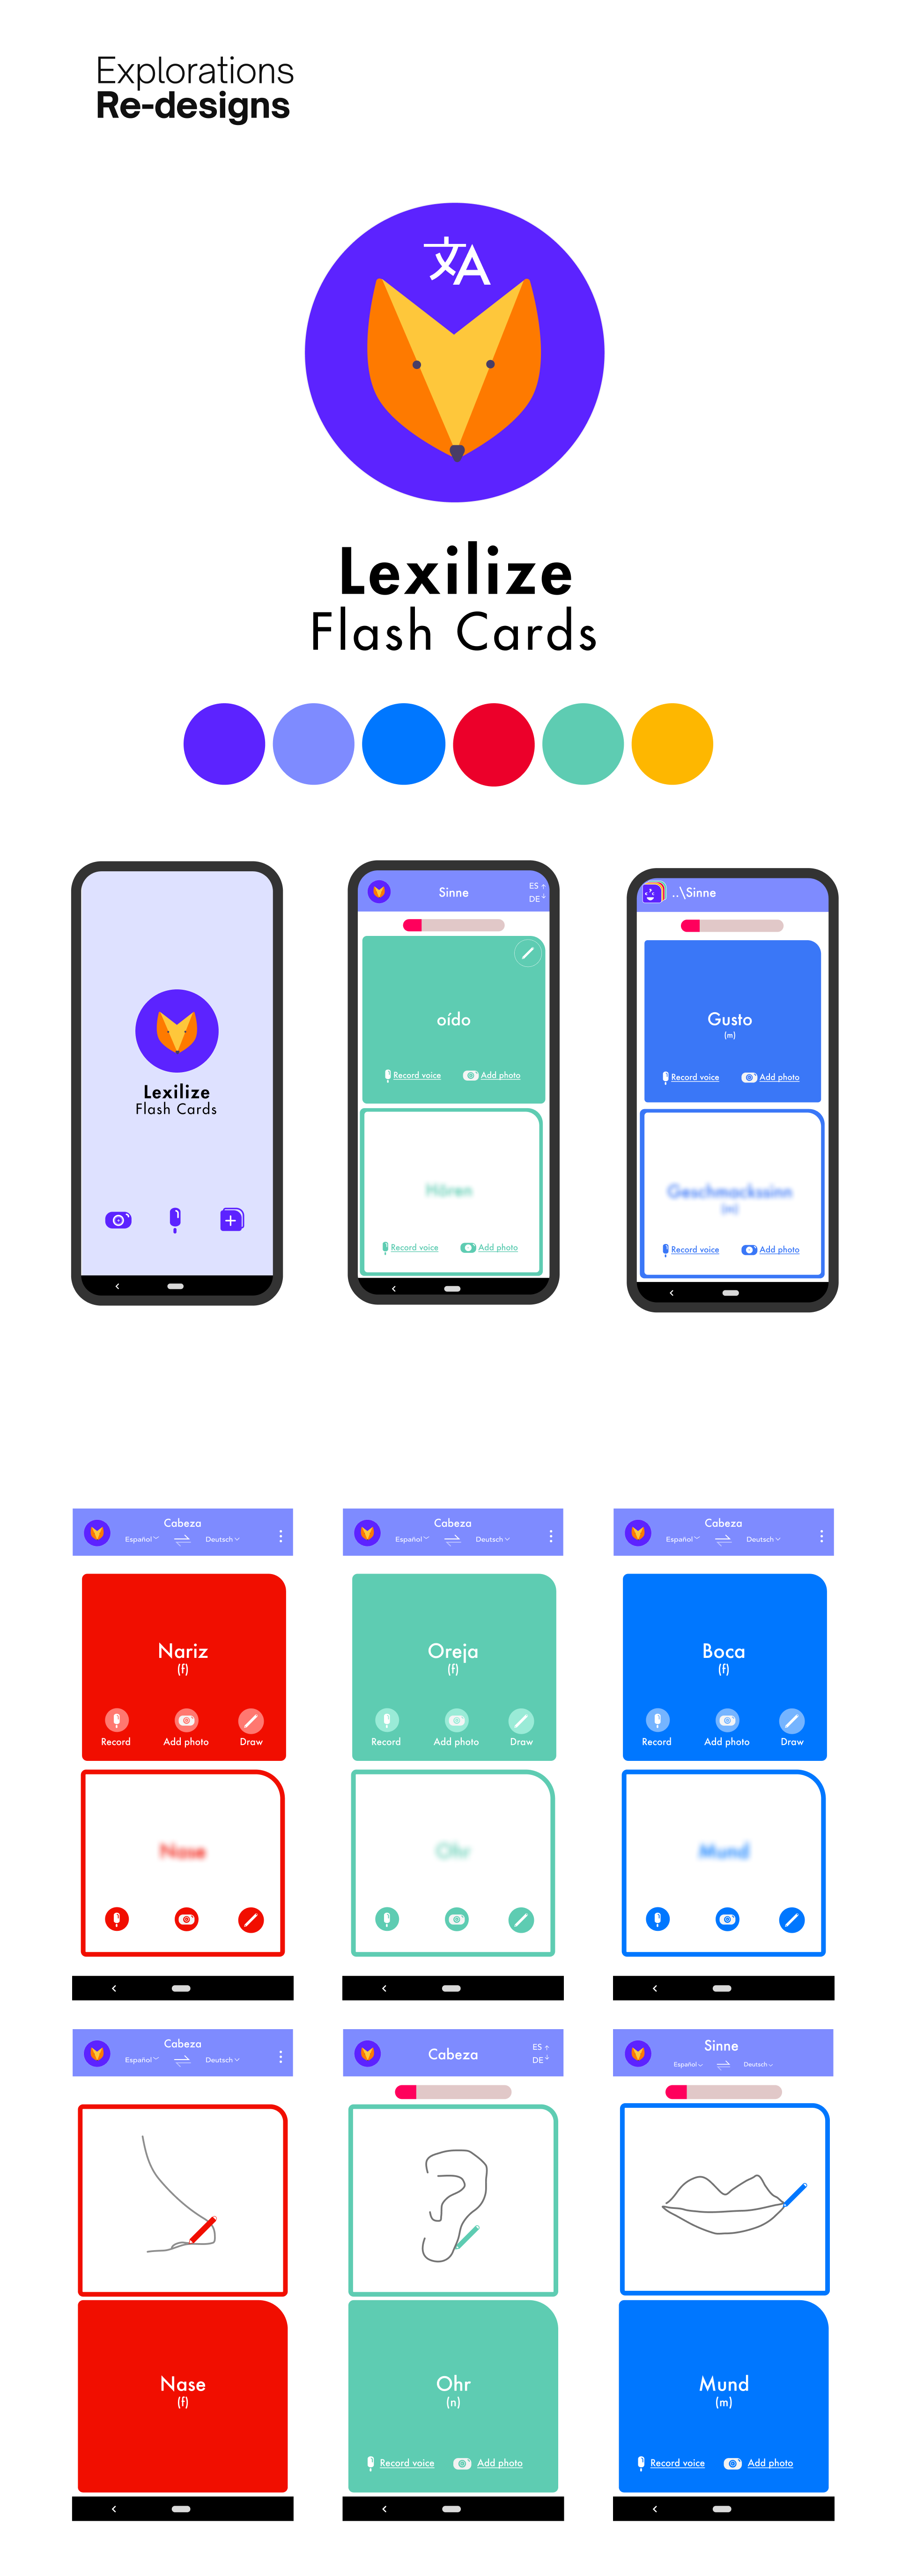 Explorations
Re-designs
文A
Lexilize
Flash Cards
Lexilize
Flash Cards
Sinne
ES ↑
DE ↓
oído
Record voice
Add photo
Hören
Record voice
Add photo
..\Sinne
Gusto
(m)
Record voice
Add photo
Geschmackssinn
(m)
Record voice
Add photo
Cabeza
Español
Deutsch
Nariz
(f)
Record
Add photo
Draw
Nase
Cabeza
Español
Deutsch
Oreja
(f)
Record
Add photo
Draw
Ohr
Cabeza
Español
Deutsch
Boca
(f)
Record
Add photo
Draw
Mund
Cabeza
Español
Deutsch
Nase
(f)
Cabeza
ES ↑
DE ↓
Ohr
(n)
Record voice
Add photo
Sinne
Español
Deutsch
Mund
(m)
Record voice
Add photo